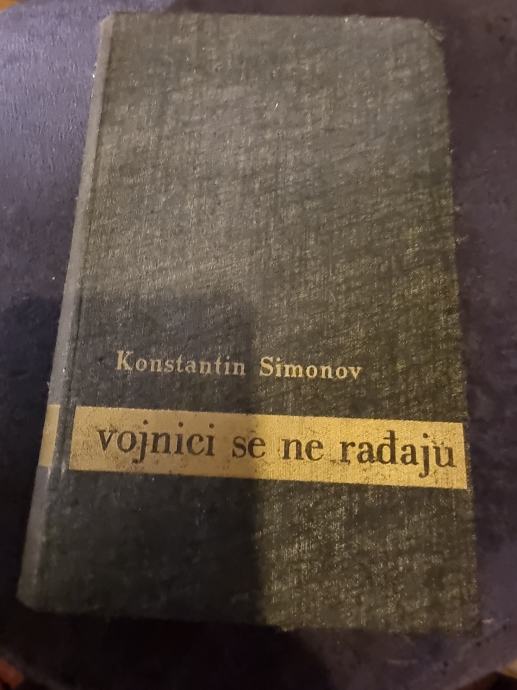 Konstantin Simonov
vojnici se ne rađaju